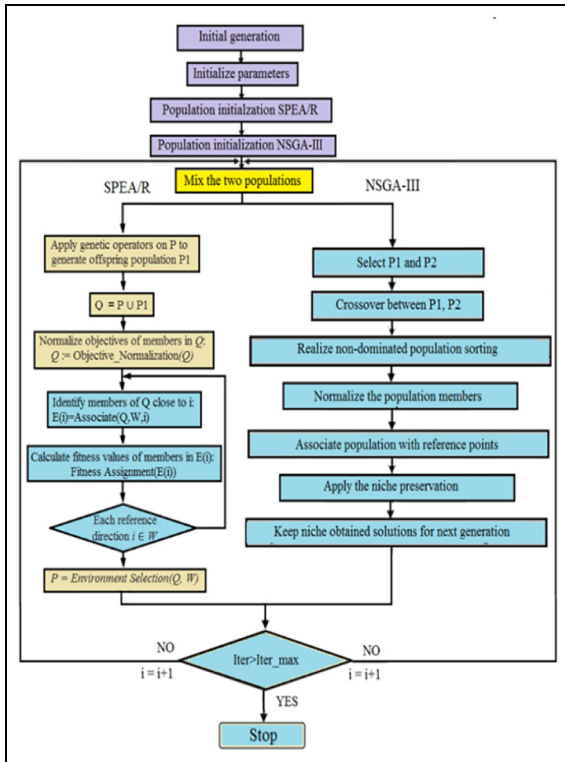 Initial generation
Initialize parameters
Population initialzation SPEA/R
Population initialization NSGA-III
Mix the two populations
SPEA/R
NSGA-III
Apply genetic operators on P to
generate offspring population P1
Q = P ∪ P1
Normalize objectives of members in Q:
Q := Objective_Normalization(Q)
Identify members of Q close to i:
E(i)=Associate(Q,W,i)
Calculate fitness values of members in E(i):
Fitness Assignment(E(i))
Each reference
direction i ∈ W
P = Environment Selection(Q, W)
Select P1 and P2
Crossover between P1, P2
Realize non-dominated population sorting
Normalize the population members
Associate population with reference points
Apply the niche preservation
Keep niche obtained solutions for next generation
NO
i = i+1
Iter>Iter_max
NO
i = i+1
YES
Stop